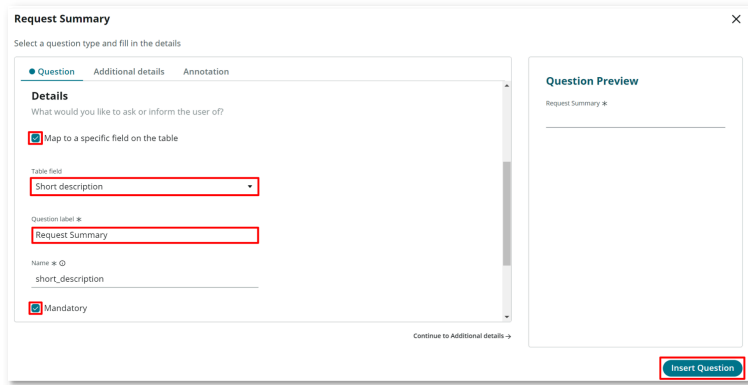 Request Summary
Select a question type and fill in the details
Question Additional details Annotation
Details
What would you like to ask or inform the user of?
Map to a specific field on the table
Table field
Short description
Question label *
Request Summary
Name *
short_description
Mandatory
Continue to Additional details →
Question Preview
Request Summary *
Insert Question